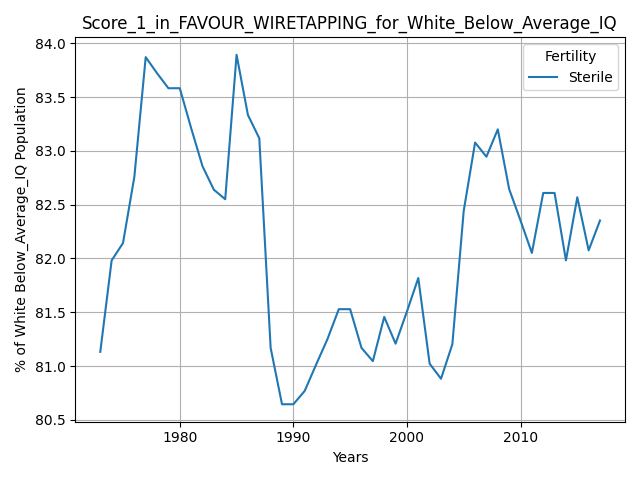 Score_1_in_FAVOUR_WIRETAPPING_for_White_Below_Average_IQ
Fertility
Sterile
% of White Below_Average_IQ Population
84.0
83.5
83.0
82.5
82.0
81.5
81.0
80.5
1980
1990
2000
2010
Years